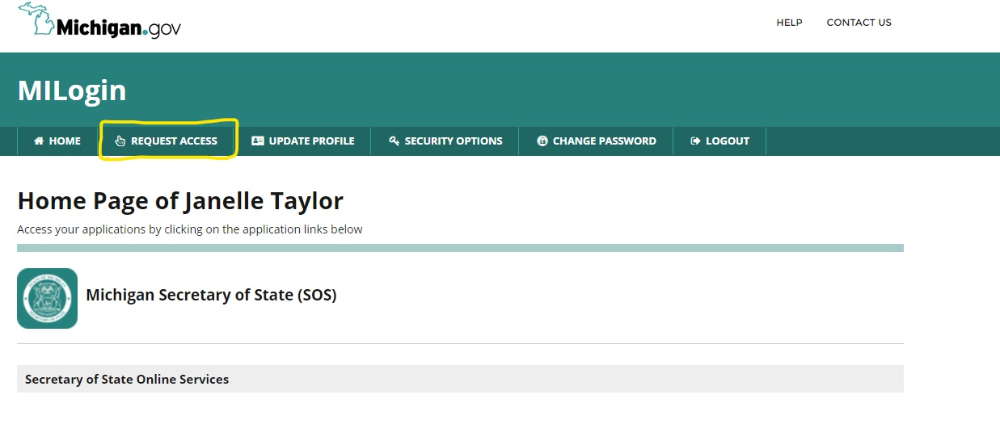 Michigan.gov
HELP CONTACT US
MILogin
HOME REQUEST ACCESS UPDATE PROFILE SECURITY OPTIONS CHANGE PASSWORD LOGOUT
Home Page of Janelle Taylor
Access your applications by clicking on the application links below
Michigan Secretary of State (SOS)
Secretary of State Online Services